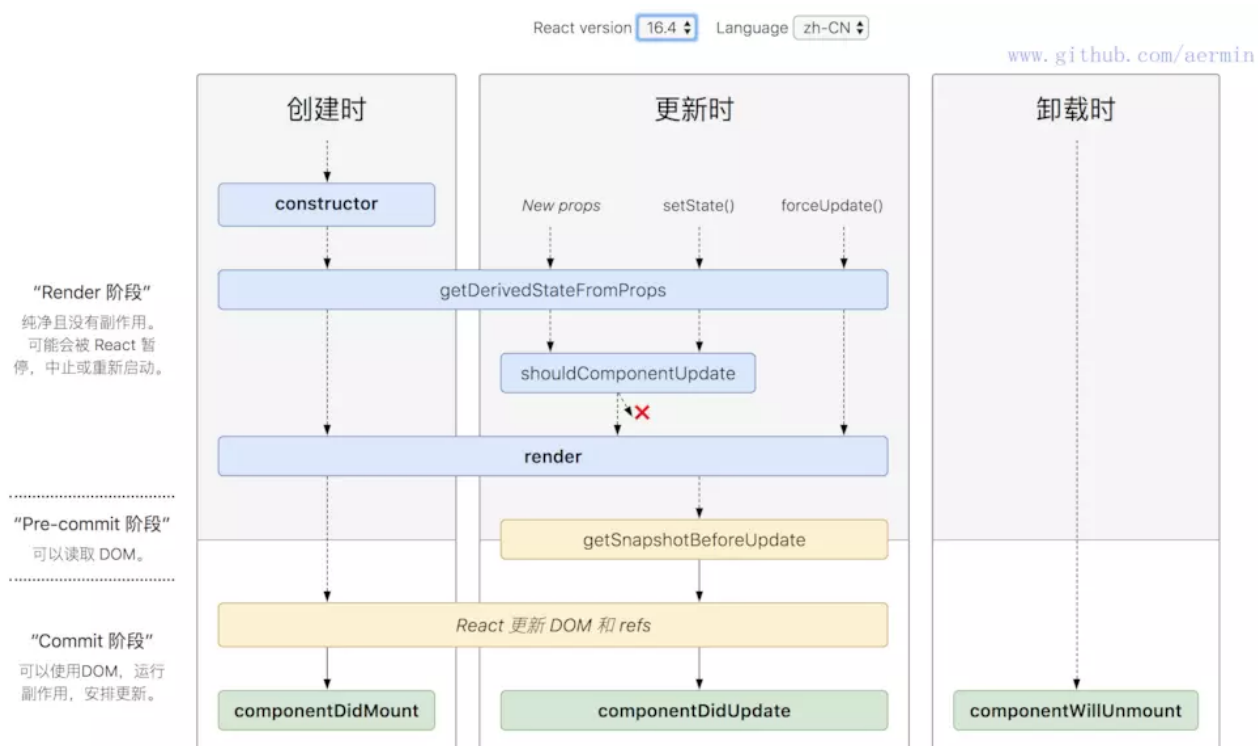 React version 16.4 Language zh-CN
www.github.com/aermin
创建时
更新时
卸载时
constructor
New props
setState()
forceUpdate()
“Render 阶段”
纯净且没有副作用。
可能会被 React 暂
停，中止或重新启动。
getDerivedStateFromProps
shouldComponentUpdate
render
“Pre-commit 阶段”
可以读取 DOM。
getSnapshotBeforeUpdate
“Commit 阶段”
可以使用DOM，运行
副作用，安排更新。
React 更新 DOM 和 refs
componentDidMount
componentDidUpdate
componentWillUnmount